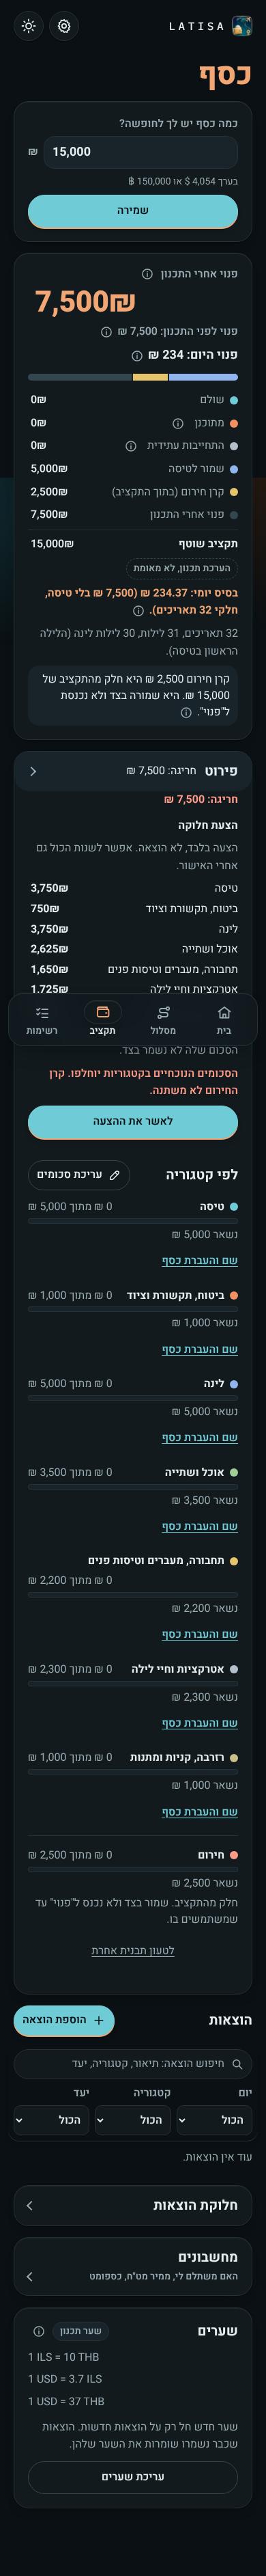 LATISA
כסף
כמה כסף יש לך לחופשה?
15,000 ₪
בערך 4,054 $ או 150,000 ฿
שמירה
פנוי אחרי התכנון
7,500₪
פנוי לפני התכנון: 7,500 ₪
פנוי היום: 234 ₪
שולם 0₪
מתוכנן 0₪
התחייבות עתידית 0₪
שמור לטיסה 5,000₪
קרן חירום (בתוך התקציב) 2,500₪
פנוי אחרי התכנון 7,500₪
תקציב שוטף 15,000₪
הערכת תכנון, לא מאומת
בסיס יומי: 234.37 ₪ (7,500 ₪ בלי טיסה,
חלקי 32 תאריכים).
32 תאריכים, 31 לילות, 30 לילות לינה (הלילה
הראשון בטיסה).
קרן חירום 2,500 ₪ היא חלק מהתקציב של
15,000 ₪. היא שמורה בצד ולא נכנסת
ל"פנוי".
פירוט חריגה: 7,500 ₪
חריגה: 7,500 ₪
הצעת חלוקה
הצעה בלבד, לא הוצאה. אפשר לשנות הכול גם
אחרי האישור.
טיסה 3,750₪
ביטוח, תקשורת וציוד 750₪
לינה 3,750₪
אוכל ושתייה 2,625₪
תחבורה, מעברים וטיסות פנים 1,650₪
אטרקציות וחיי לילה 1,725₪
בית
מסלול
תקציב
רשימות
הסכום שלה לא נשמר בצד.
הסכומים הנוכחיים בקטגוריות יוחלפו. קרן
החירום לא משתנה.
לאשר את ההצעה
לפי קטגוריה
עריכת סכומים
טיסה 0 ₪ מתוך 5,000 ₪
נשאר 5,000 ₪
שם והעברת כסף
ביטוח, תקשורת וציוד 0 ₪ מתוך 1,000 ₪
נשאר 1,000 ₪
שם והעברת כסף
לינה 0 ₪ מתוך 5,000 ₪
נשאר 5,000 ₪
שם והעברת כסף
אוכל ושתייה 0 ₪ מתוך 3,500 ₪
נשאר 3,500 ₪
שם והעברת כסף
תחבורה, מעברים וטיסות פנים
0 ₪ מתוך 2,200 ₪
נשאר 2,200 ₪
שם והעברת כסף
אטרקציות וחיי לילה 0 ₪ מתוך 2,300 ₪
נשאר 2,300 ₪
שם והעברת כסף
רזרבה, קניות ומתנות 0 ₪ מתוך 1,000 ₪
נשאר 1,000 ₪
שם והעברת כסף
חירום 0 ₪ מתוך 2,500 ₪
נשאר 2,500 ₪
חלק מהתקציב. שמור בצד ולא נכנס ל"פנוי" עד
שמשתמשים בו.
לטעון תבנית אחרת
הוצאות
הוספת הוצאה
חיפוש הוצאה: תיאור, קטגוריה, יעד
יום קטגוריה יעד
הכול הכול הכול
עוד אין הוצאות.
חלוקת הוצאות
מחשבונים
האם משתלם לי, ממיר מט"ח, כספומט
שערים
שער תכנון
1 ILS = 10 THB
1 USD = 3.7 ILS
1 USD = 37 THB
שער חדש חל רק על הוצאות חדשות. הוצאות
שכבר נשמרו שומרות את השער שלהן.
עריכת שערים